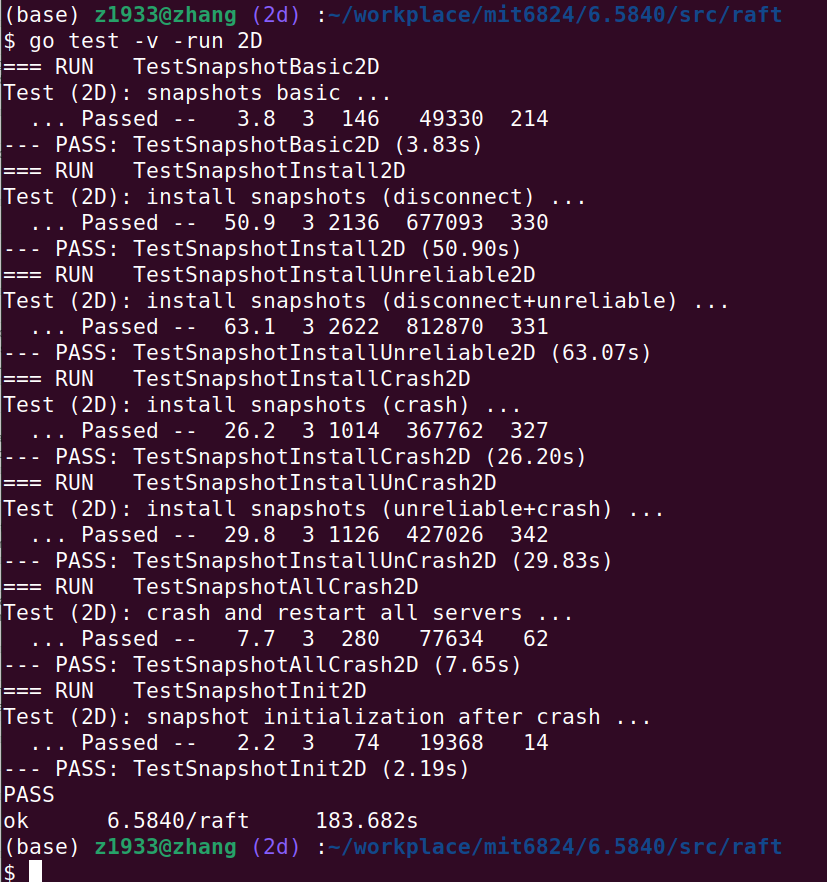 (base) z1933@zhang (2d) :~/workplace/mit6824/6.5840/src/raft
$ go test -v -run 2D
=== RUN   TestSnapshotBasic2D
Test (2D): snapshots basic ...
  ... Passed --   3.8  3  146   49330  214
--- PASS: TestSnapshotBasic2D (3.83s)
=== RUN   TestSnapshotInstall2D
Test (2D): install snapshots (disconnect) ...
  ... Passed --  50.9  3 2136  677093  330
--- PASS: TestSnapshotInstall2D (50.90s)
=== RUN   TestSnapshotInstallUnreliable2D
Test (2D): install snapshots (disconnect+unreliable) ...
  ... Passed --  63.1  3 2622  812870  331
--- PASS: TestSnapshotInstallUnreliable2D (63.07s)
=== RUN   TestSnapshotInstallCrash2D
Test (2D): install snapshots (crash) ...
  ... Passed --  26.2  3 1014  367762  327
--- PASS: TestSnapshotInstallCrash2D (26.20s)
=== RUN   TestSnapshotInstallUnCrash2D
Test (2D): install snapshots (unreliable+crash) ...
  ... Passed --  29.8  3 1126  427026  342
--- PASS: TestSnapshotInstallUnCrash2D (29.83s)
=== RUN   TestSnapshotAllCrash2D
Test (2D): crash and restart all servers ...
  ... Passed --   7.7  3  280   77634   62
--- PASS: TestSnapshotAllCrash2D (7.65s)
=== RUN   TestSnapshotInit2D
Test (2D): snapshot initialization after crash ...
  ... Passed --   2.2  3   74   19368   14
--- PASS: TestSnapshotInit2D (2.19s)
PASS
ok      6.5840/raft     183.682s
(base) z1933@zhang (2d) :~/workplace/mit6824/6.5840/src/raft
$